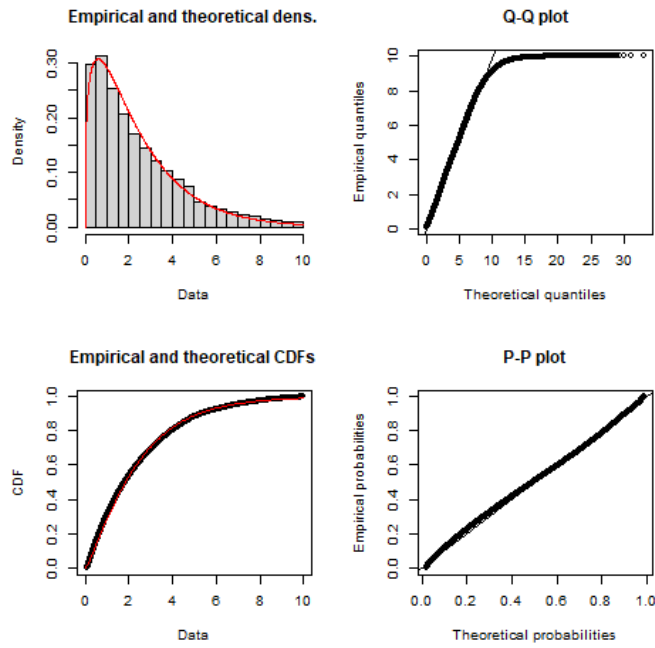 Empirical and theoretical dens.
Density
0.00
0.10
0.20
0.30
0 2 4 6 8 10
Data
Q-Q plot
Empirical quantiles
0
2
4
6
8
10
0 5 10 15 20 25 30
Theoretical quantiles
Empirical and theoretical CDFs
CDF
0.0
0.2
0.4
0.6
0.8
1.0
0 2 4 6 8 10
Data
P-P plot
Empirical probabilities
0.0
0.2
0.4
0.6
0.8
1.0
0.0 0.2 0.4 0.6 0.8 1.0
Theoretical probabilities